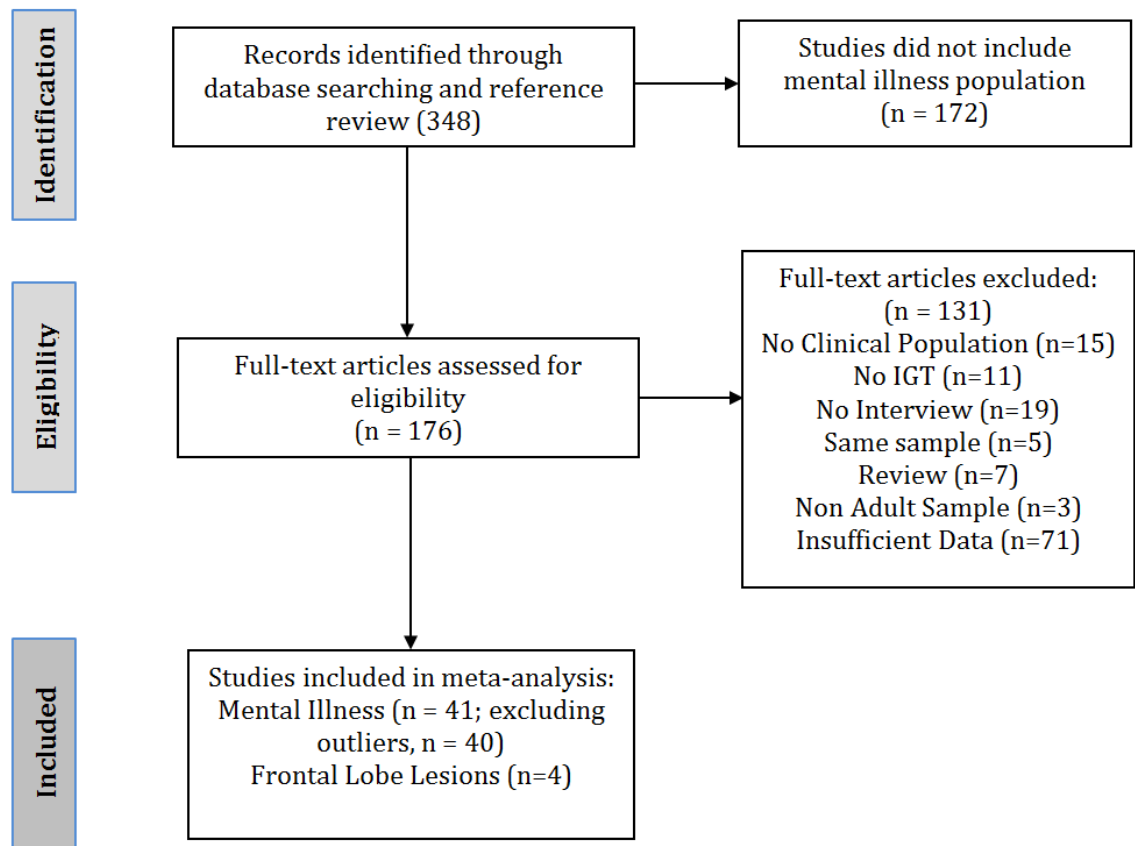 Identification
Records identified through
database searching and reference
review (348)
Studies did not include
mental illness population
(n = 172)
Eligibility
Full-text articles assessed for
eligibility
(n = 176)
Full-text articles excluded:
(n = 131)
No Clinical Population (n=15)
No IGT (n=11)
No Interview (n=19)
Same sample (n=5)
Review (n=7)
Non Adult Sample (n=3)
Insufficient Data (n=71)
Included
Studies included in meta-analysis:
Mental Illness (n = 41; excluding
outliers, n = 40)
Frontal Lobe Lesions (n=4)